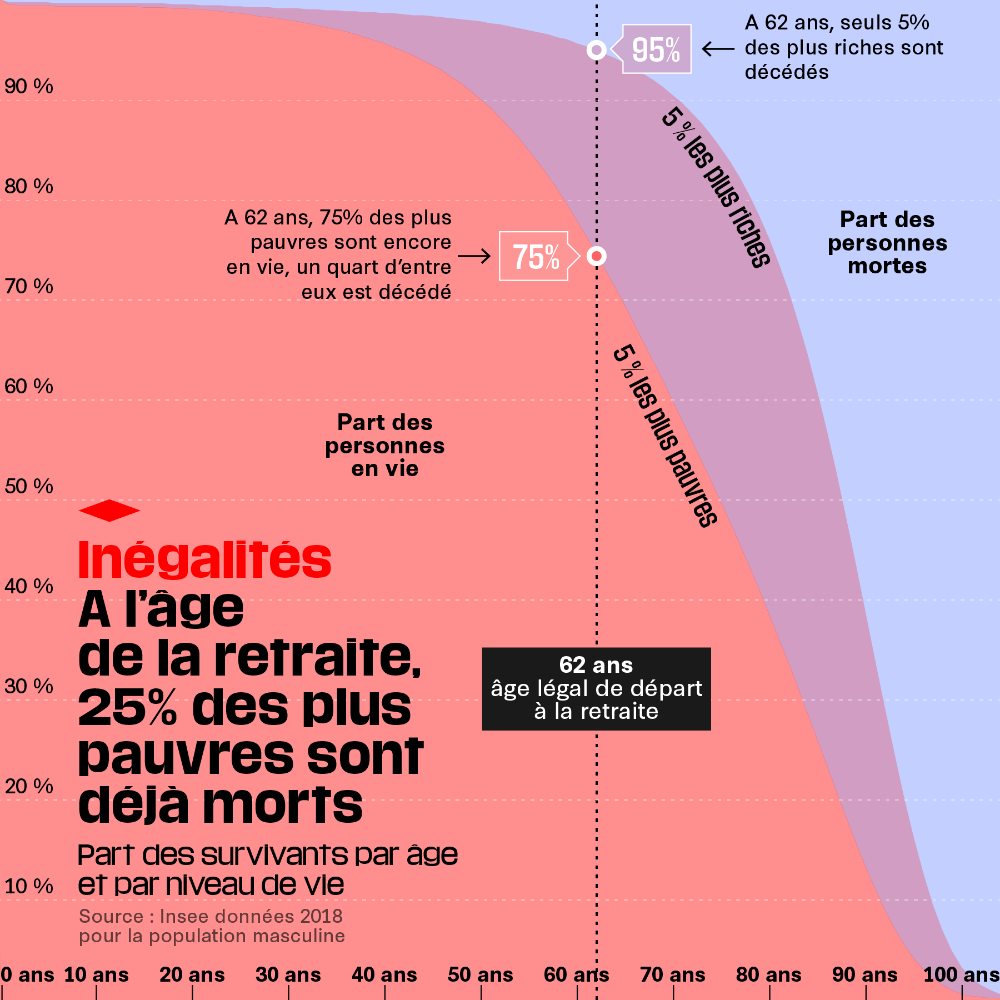 A 62 ans, seuls 5%
des plus riches sont
décédés
95%
90 %
5 % les plus riches
80 %
A 62 ans, 75% des plus
pauvres sont encore
en vie, un quart d’entre
eux est décédé
75%
Part des
personnes
mortes
70 %
5 % les plus pauvres
60 %
Part des
personnes
en vie
50 %
Inégalités
40 %
A l’âge
de la retraite,
25% des plus
pauvres sont
déjà morts
62 ans
âge légal de départ
à la retraite
30 %
20 %
Part des survivants par âge
et par niveau de vie
10 %
Source : Insee données 2018
pour la population masculine
0 ans 10 ans 20 ans 30 ans 40 ans 50 ans 60 ans 70 ans 80 ans 90 ans 100 ans